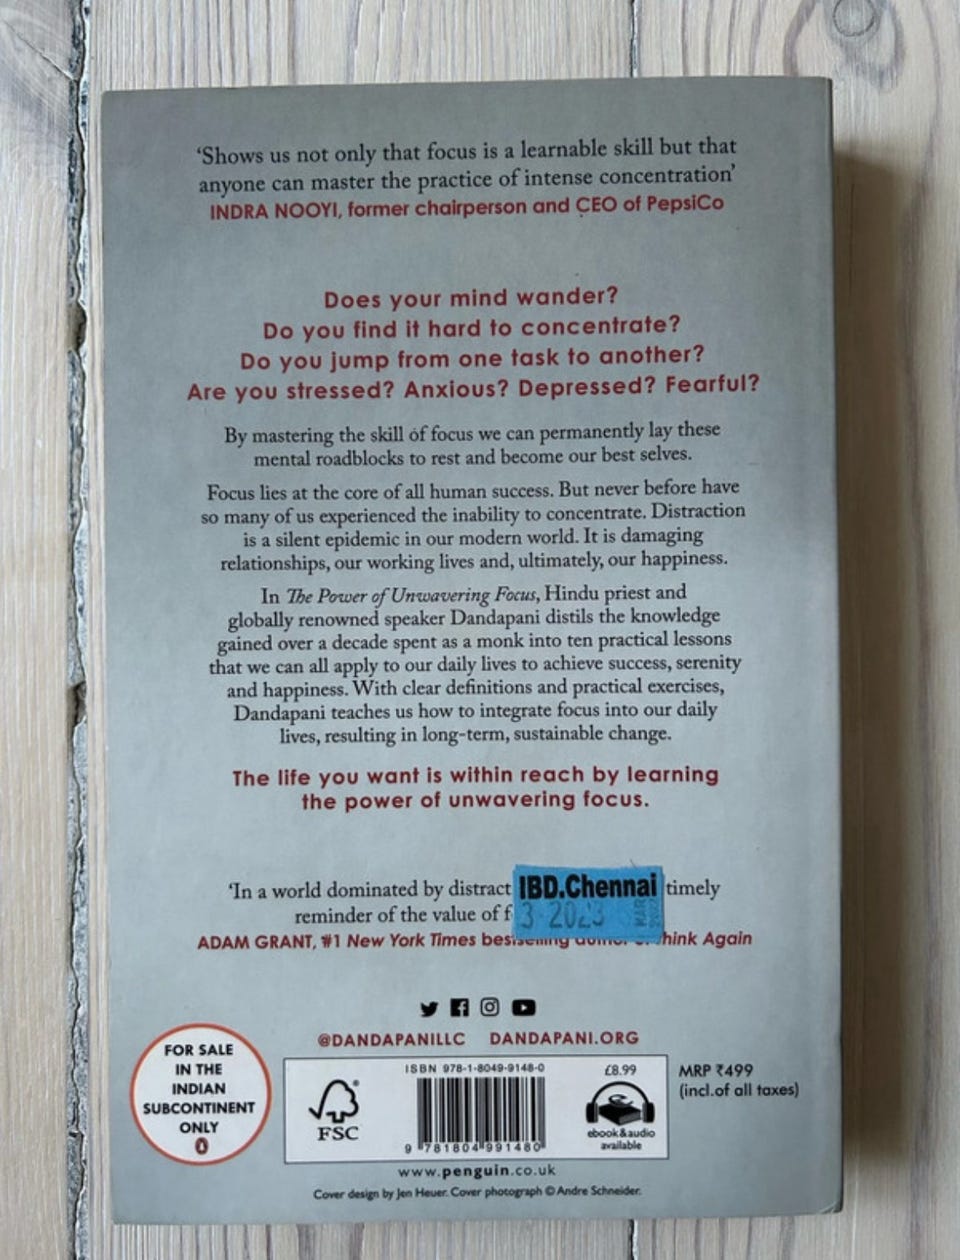 ‘Shows us not only that focus is a learnable skill but that
anyone can master the practice of intense concentration’
INDRA NOOYI, former chairperson and CEO of PepsiCo
Does your mind wander?
Do you find it hard to concentrate?
Do you jump from one task to another?
Are you stressed? Anxious? Depressed? Fearful?
By mastering the skill of focus we can permanently lay these
mental roadblocks to rest and become our best selves.
Focus lies at the core of all human success. But never before have
so many of us experienced the inability to concentrate. Distraction
is a silent epidemic in our modern world. It is damaging
relationships, our working lives and, ultimately, our happiness.
In The Power of Unwavering Focus, Hindu priest and
globally renowned speaker Dandapani distils the knowledge
gained over a decade spent as a monk into ten practical lessons
that we can all apply to our daily lives to achieve success, serenity
and happiness. With clear definitions and practical exercises,
Dandapani teaches us how to integrate focus into our daily
lives, resulting in long-term, sustainable change.
The life you want is within reach by learning
the power of unwavering focus.
‘In a world dominated by distract IBD.Chennai timely
reminder of the value of f 3 2023 MAR
ADAM GRANT, #1 New York Times bestselling author of Think Again
@DANDAPANILLC DANDAPANI.ORG
FOR SALE
IN THE
INDIAN
SUBCONTINENT
ONLY
FSC
ISBN 978-1-8049-9148-0
9 781804 991480
£8.99
ebook&audio
available
MRP ₹499
(incl.of all taxes)
www.penguin.co.uk
Cover design by Jen Heuer. Cover photograph © Andre Schneider.